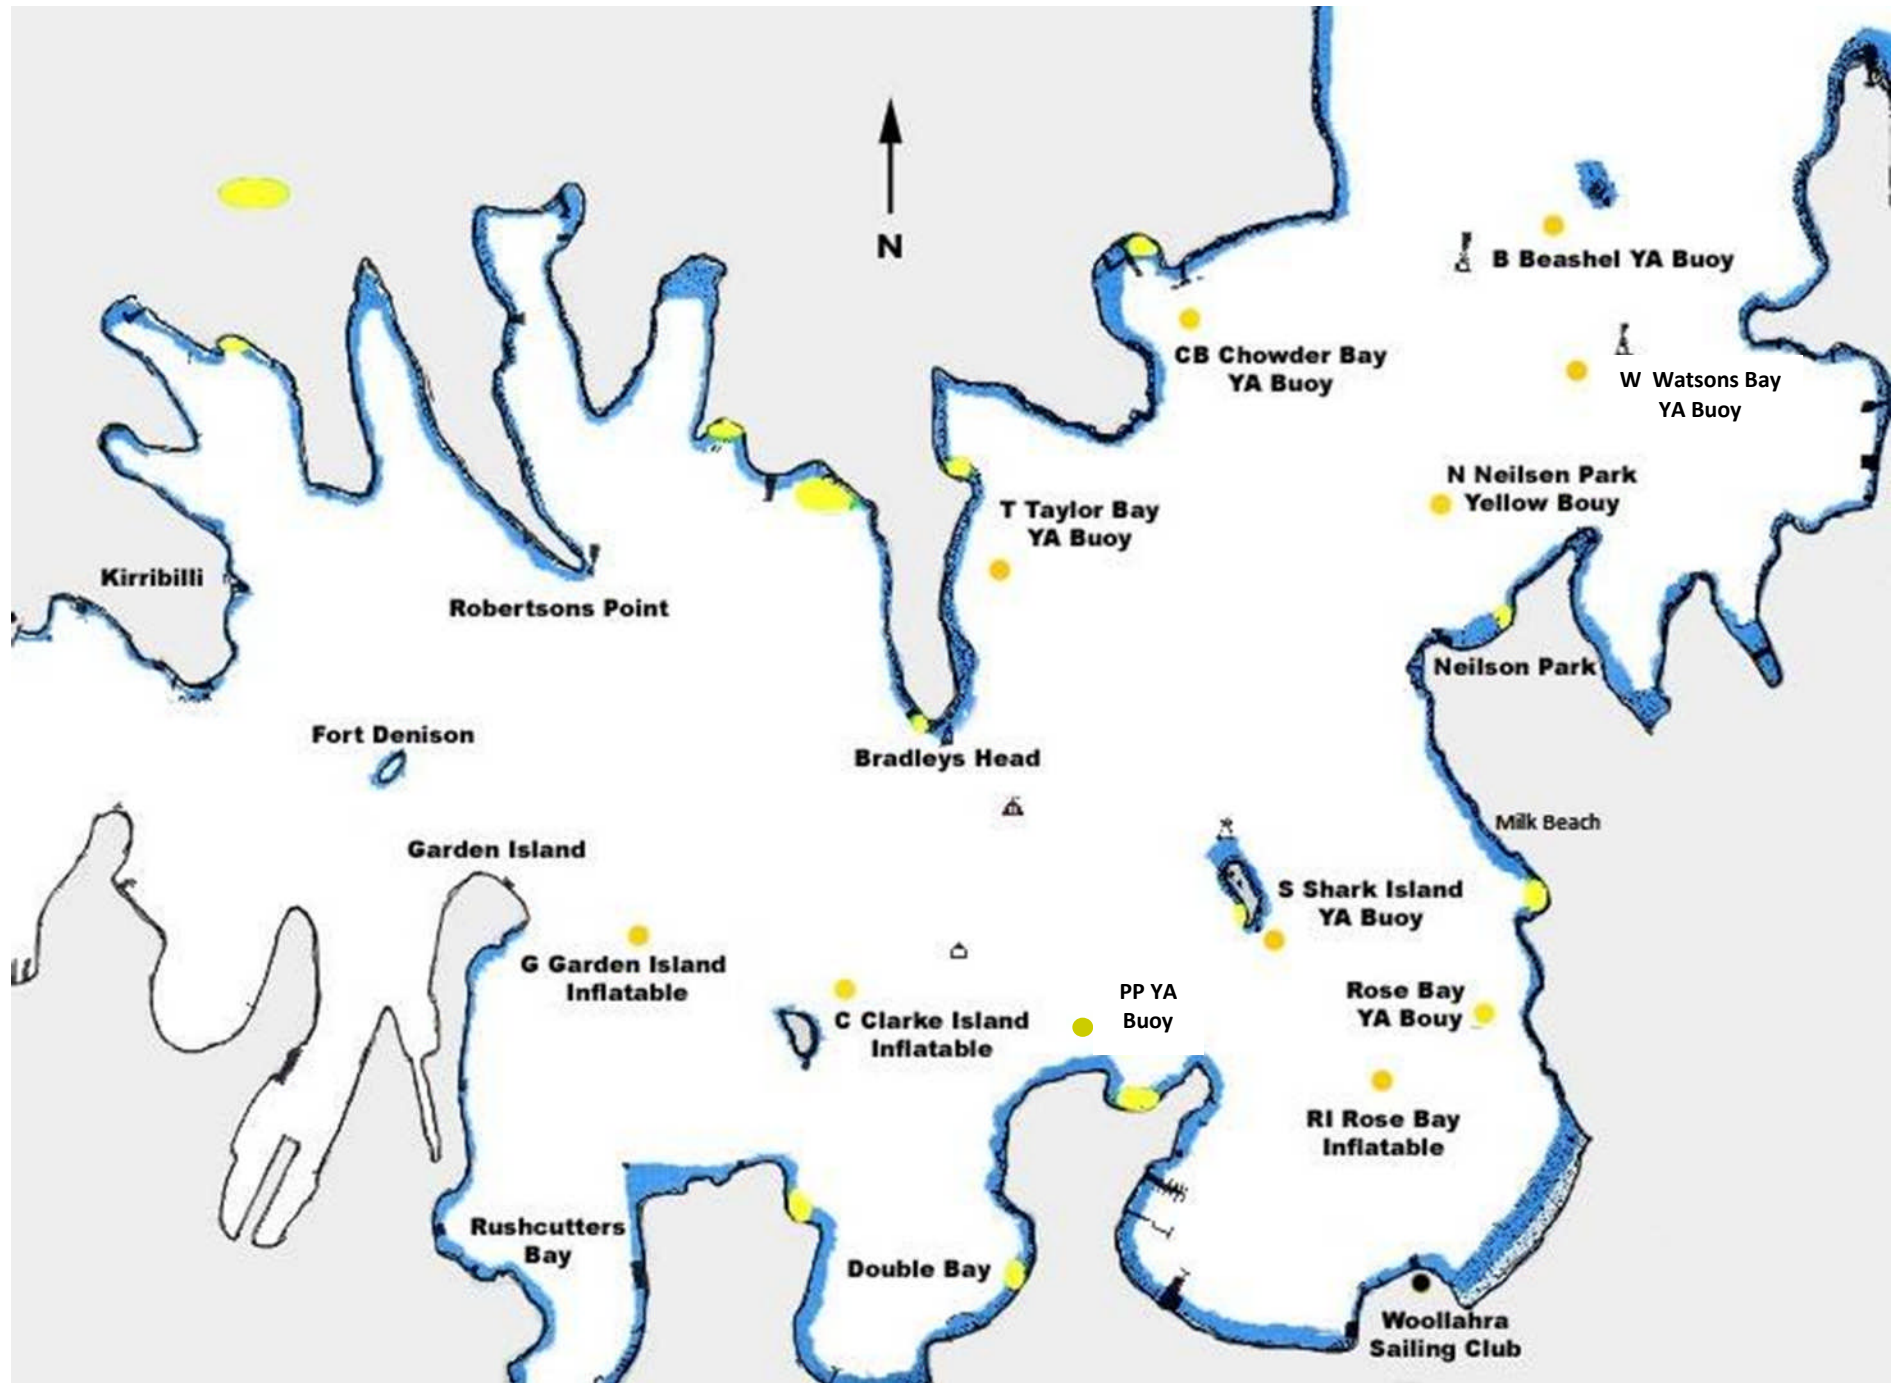 N
B Beashel YA Buoy
CB Chowder Bay
YA Buoy
W Watsons Bay
YA Buoy
N Neilsen Park
Yellow Bouy
T Taylor Bay
YA Buoy
Kirribilli
Robertsons Point
Neilson Park
Fort Denison
Bradleys Head
Milk Beach
Garden Island
S Shark Island
YA Buoy
G Garden Island
Inflatable
PP YA
Buoy
Rose Bay
YA Bouy
C Clarke Island
Inflatable
RI Rose Bay
Inflatable
Rushcutters
Bay
Double Bay
Woollahra
Sailing Club